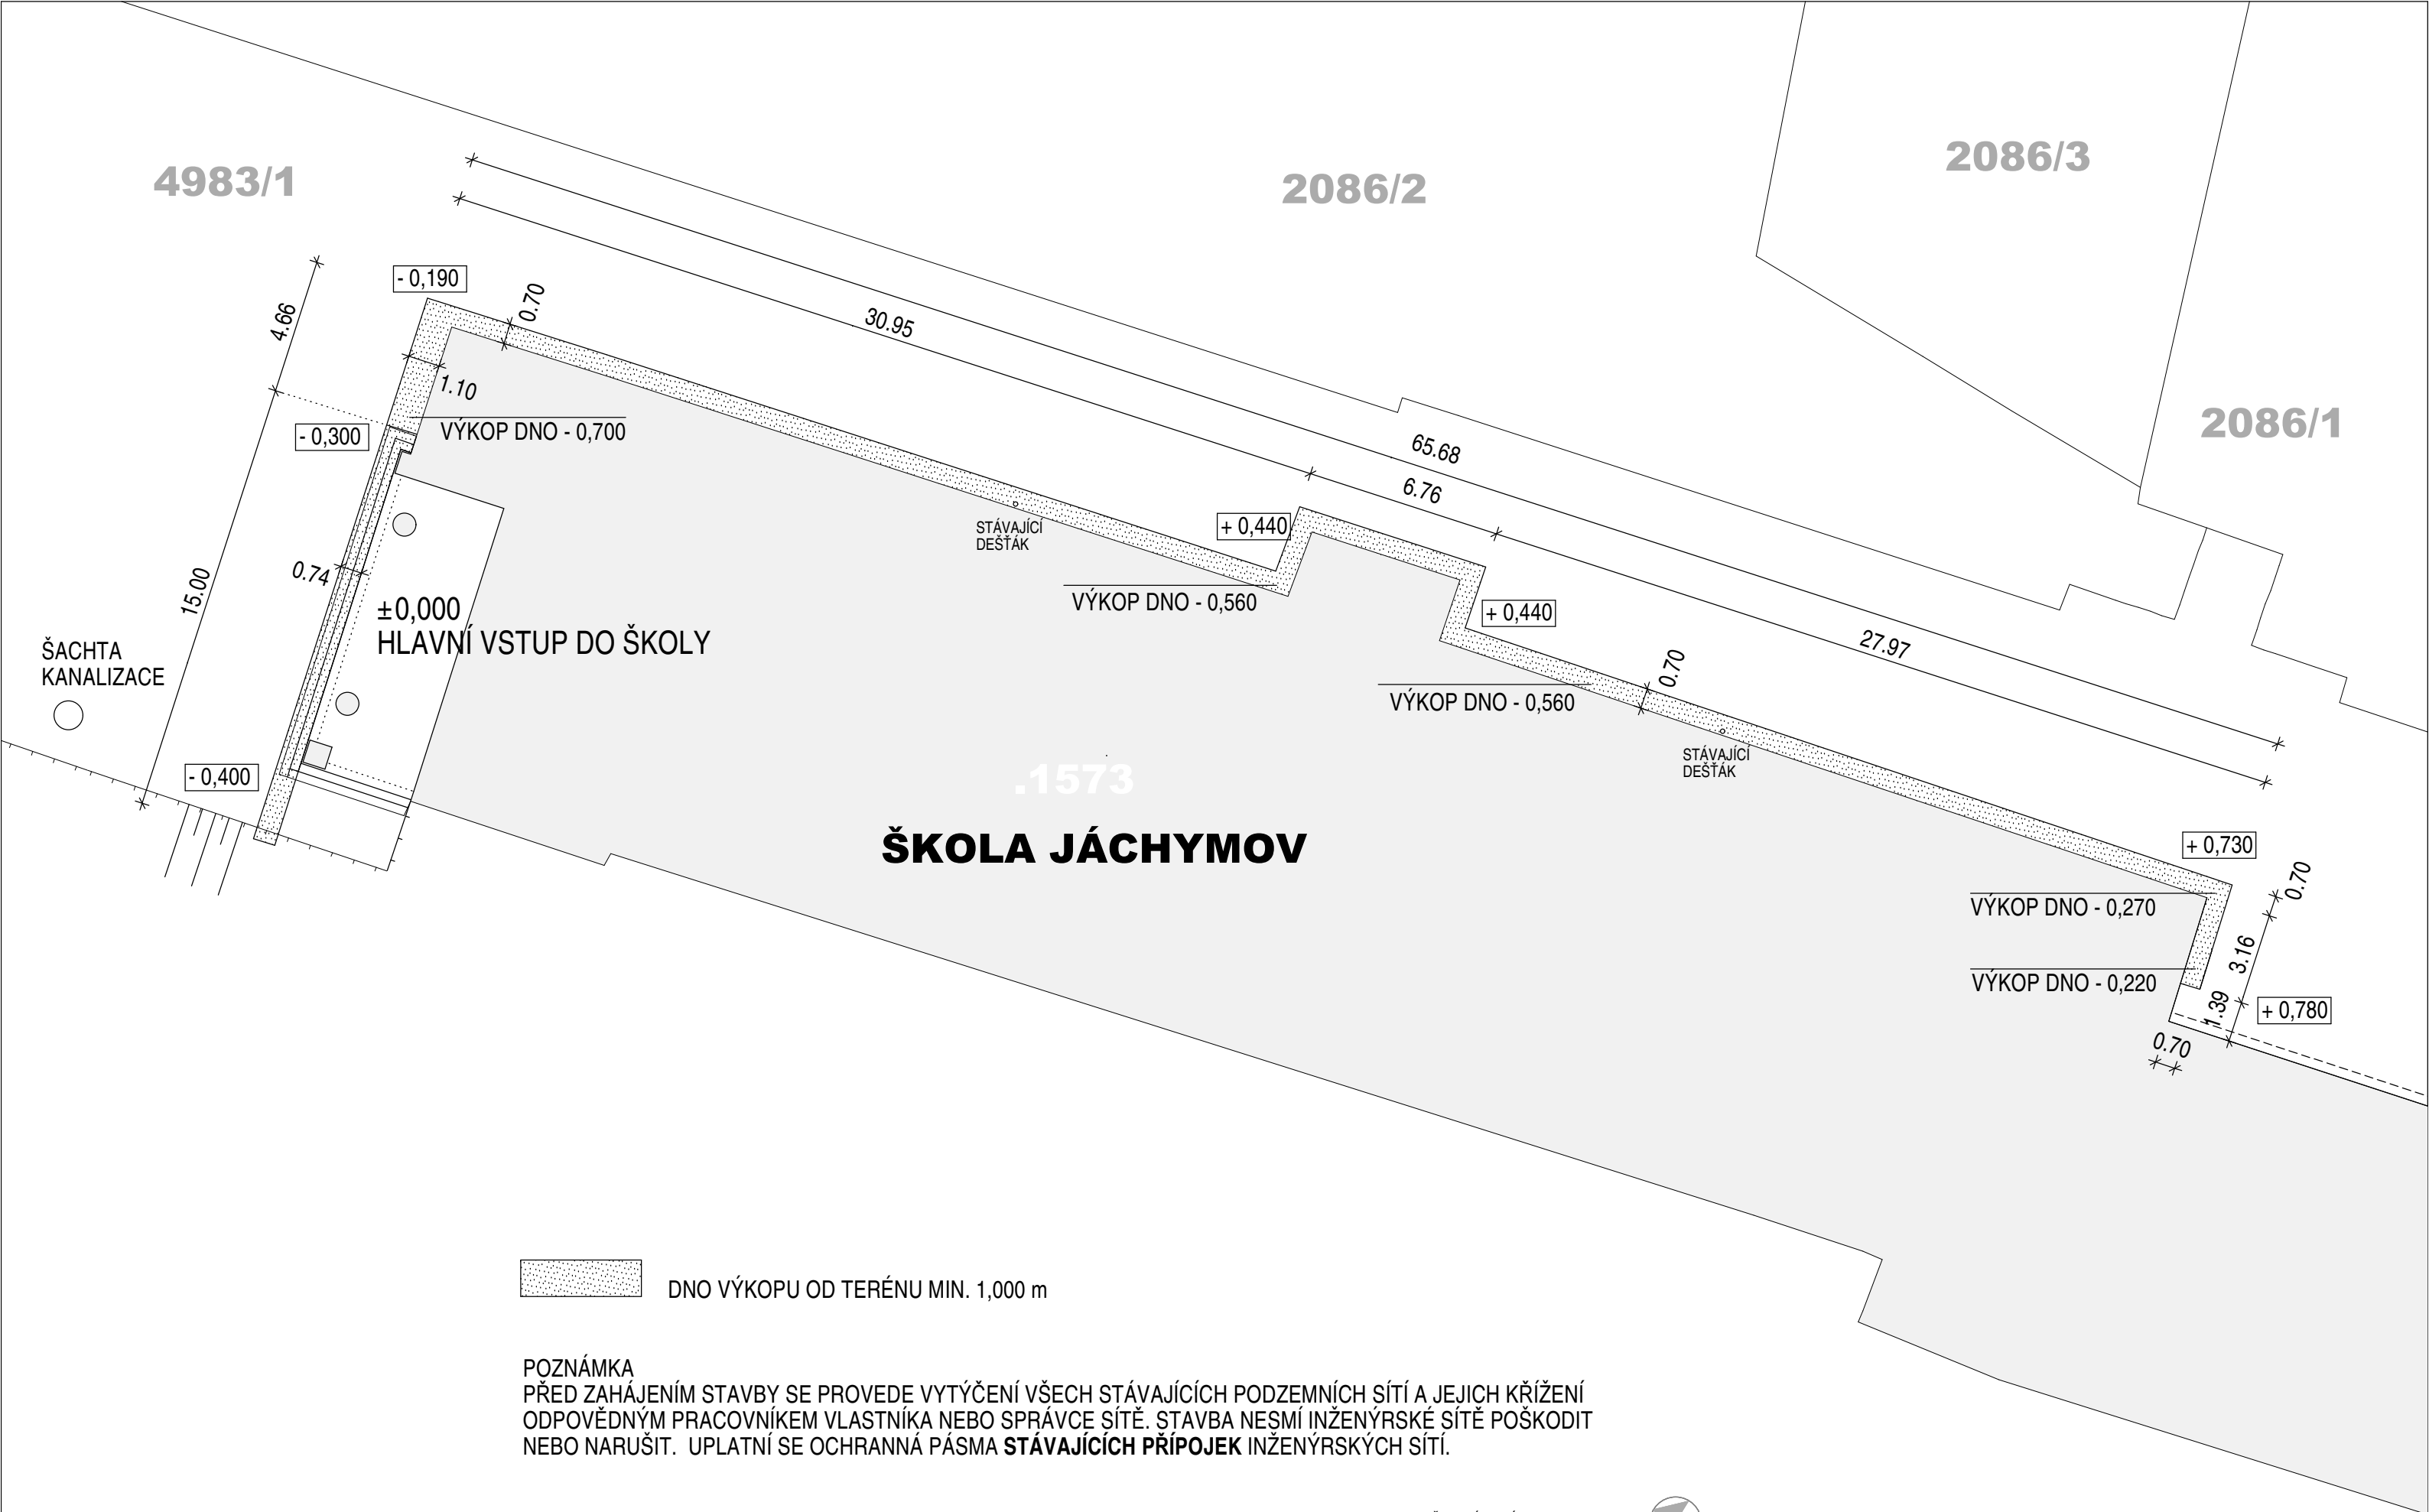 4983/1
2086/2
2086/3
2086/1
- 0,190
0.70
4.66
30.95
1.10
- 0,300
VÝKOP DNO - 0,700
65.68
6.76
STÁVAJÍCÍ
DEŠŤÁK
+ 0,440
0.74
15.00
VÝKOP DNO - 0,560
+ 0,440
±0,000
HLAVNÍ VSTUP DO ŠKOLY
27.97
0.70
ŠACHTA
KANALIZACE
VÝKOP DNO - 0,560
STÁVAJÍCÍ
DEŠŤÁK
- 0,400
.1573
ŠKOLA JÁCHYMOV
+ 0,730
0.70
VÝKOP DNO - 0,270
3.16
VÝKOP DNO - 0,220
1.39
+ 0,780
0.70
DNO VÝKOPU OD TERÉNU MIN. 1,000 m
POZNÁMKA
PŘED ZAHÁJENÍM STAVBY SE PROVEDE VYTÝČENÍ VŠECH STÁVAJÍCÍCH PODZEMNÍCH SÍTÍ A JEJICH KŘÍŽENÍ
ODPOVĚDNÝM PRACOVNÍKEM VLASTNÍKA NEBO SPRÁVCE SÍTĚ. STAVBA NESMÍ INŽENÝRSKÉ SÍTĚ POŠKODIT
NEBO NARUŠIT. UPLATNÍ SE OCHRANNÁ PÁSMA STÁVAJÍCÍCH PŘÍPOJEK INŽENÝRSKÝCH SÍTÍ.